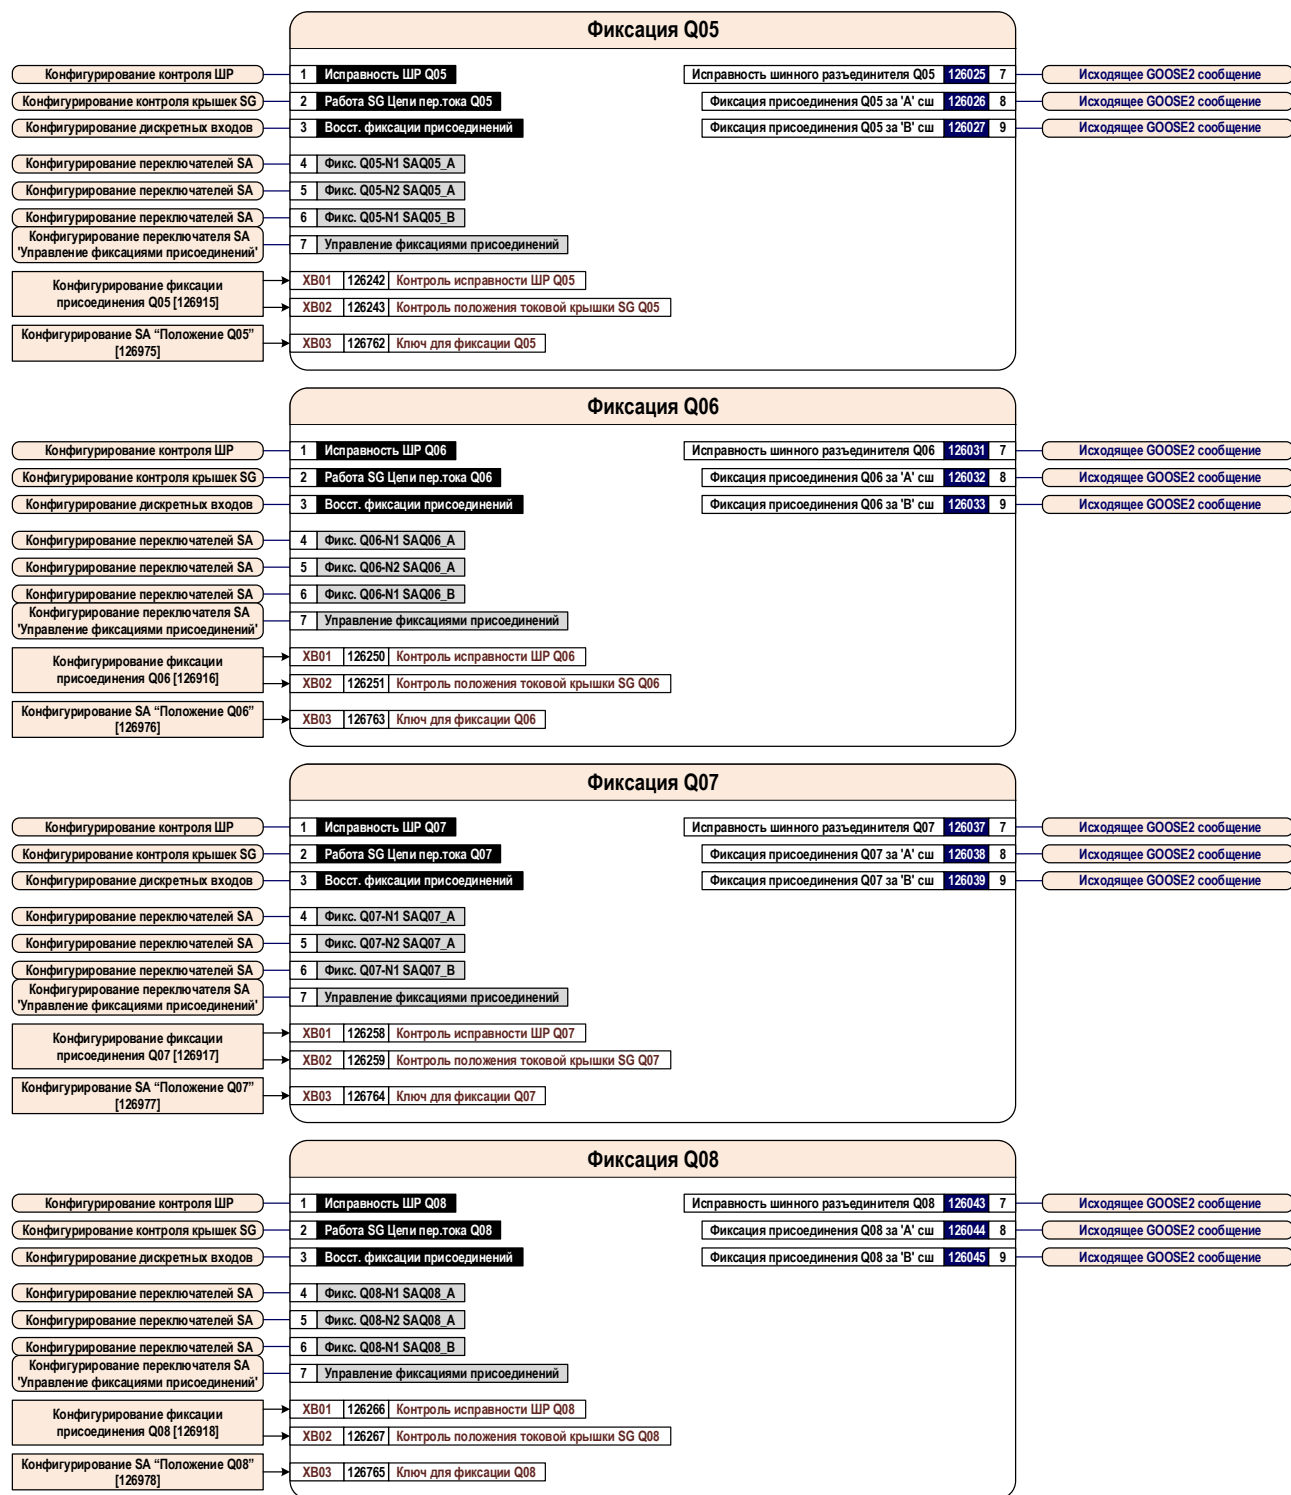 Фиксация Q05
Конфигурирование контроля ШР 1 Исправность ШР Q05 Исправность шинного разъединителя Q05 126025 7 Исходящее GOOSE2 сообщение
Конфигурирование контроля крышек SG 2 Работа SG Цепи пер.тока Q05 Фиксация присоединения Q05 за 'А' сш 126026 8 Исходящее GOOSE2 сообщение
Конфигурирование дискретных входов 3 Восст. фиксации присоединений Фиксация присоединения Q05 за 'В' сш 126027 9 Исходящее GOOSE2 сообщение
Конфигурирование переключателей SA 4 Фикс. Q05-N1 SAQ05_A
Конфигурирование переключателей SA 5 Фикс. Q05-N2 SAQ05_A
Конфигурирование переключателей SA 6 Фикс. Q05-N1 SAQ05_B
Конфигурирование переключателя SA
'Управление фиксациями присоединений' 7 Управление фиксациями присоединений
Конфигурирование фиксации
присоединения Q05 [126915]
XB01 126242 Контроль исправности ШР Q05
XB02 126243 Контроль положения токовой крышки SG Q05
Конфигурирование SA “Положение Q05”
[126975]
XB03 126762 Ключ для фиксации Q05
Фиксация Q06
Конфигурирование контроля ШР 1 Исправность ШР Q06 Исправность шинного разъединителя Q06 126031 7 Исходящее GOOSE2 сообщение
Конфигурирование контроля крышек SG 2 Работа SG Цепи пер.тока Q06 Фиксация присоединения Q06 за 'А' сш 126032 8 Исходящее GOOSE2 сообщение
Конфигурирование дискретных входов 3 Восст. фиксации присоединений Фиксация присоединения Q06 за 'В' сш 126033 9 Исходящее GOOSE2 сообщение
Конфигурирование переключателей SA 4 Фикс. Q06-N1 SAQ06_A
Конфигурирование переключателей SA 5 Фикс. Q06-N2 SAQ06_A
Конфигурирование переключателей SA 6 Фикс. Q06-N1 SAQ06_B
Конфигурирование переключателя SA
'Управление фиксациями присоединений' 7 Управление фиксациями присоединений
Конфигурирование фиксации
присоединения Q06 [126916]
XB01 126250 Контроль исправности ШР Q06
XB02 126251 Контроль положения токовой крышки SG Q06
Конфигурирование SA “Положение Q06”
[126976]
XB03 126763 Ключ для фиксации Q06
Фиксация Q07
Конфигурирование контроля ШР 1 Исправность ШР Q07 Исправность шинного разъединителя Q07 126037 7 Исходящее GOOSE2 сообщение
Конфигурирование контроля крышек SG 2 Работа SG Цепи пер.тока Q07 Фиксация присоединения Q07 за 'А' сш 126038 8 Исходящее GOOSE2 сообщение
Конфигурирование дискретных входов 3 Восст. фиксации присоединений Фиксация присоединения Q07 за 'В' сш 126039 9 Исходящее GOOSE2 сообщение
Конфигурирование переключателей SA 4 Фикс. Q07-N1 SAQ07_A
Конфигурирование переключателей SA 5 Фикс. Q07-N2 SAQ07_A
Конфигурирование переключателей SA 6 Фикс. Q07-N1 SAQ07_B
Конфигурирование переключателя SA
'Управление фиксациями присоединений' 7 Управление фиксациями присоединений
Конфигурирование фиксации
присоединения Q07 [126917]
XB01 126258 Контроль исправности ШР Q07
XB02 126259 Контроль положения токовой крышки SG Q07
Конфигурирование SA “Положение Q07”
[126977]
XB03 126764 Ключ для фиксации Q07
Фиксация Q08
Конфигурирование контроля ШР 1 Исправность ШР Q08 Исправность шинного разъединителя Q08 126043 7 Исходящее GOOSE2 сообщение
Конфигурирование контроля крышек SG 2 Работа SG Цепи пер.тока Q08 Фиксация присоединения Q08 за 'А' сш 126044 8 Исходящее GOOSE2 сообщение
Конфигурирование дискретных входов 3 Восст. фиксации присоединений Фиксация присоединения Q08 за 'В' сш 126045 9 Исходящее GOOSE2 сообщение
Конфигурирование переключателей SA 4 Фикс. Q08-N1 SAQ08_A
Конфигурирование переключателей SA 5 Фикс. Q08-N2 SAQ08_A
Конфигурирование переключателей SA 6 Фикс. Q08-N1 SAQ08_B
Конфигурирование переключателя SA
'Управление фиксациями присоединений' 7 Управление фиксациями присоединений
Конфигурирование фиксации
присоединения Q08 [126918]
XB01 126266 Контроль исправности ШР Q08
XB02 126267 Контроль положения токовой крышки SG Q08
Конфигурирование SA “Положение Q08”
[126978]
XB03 126765 Ключ для фиксации Q08